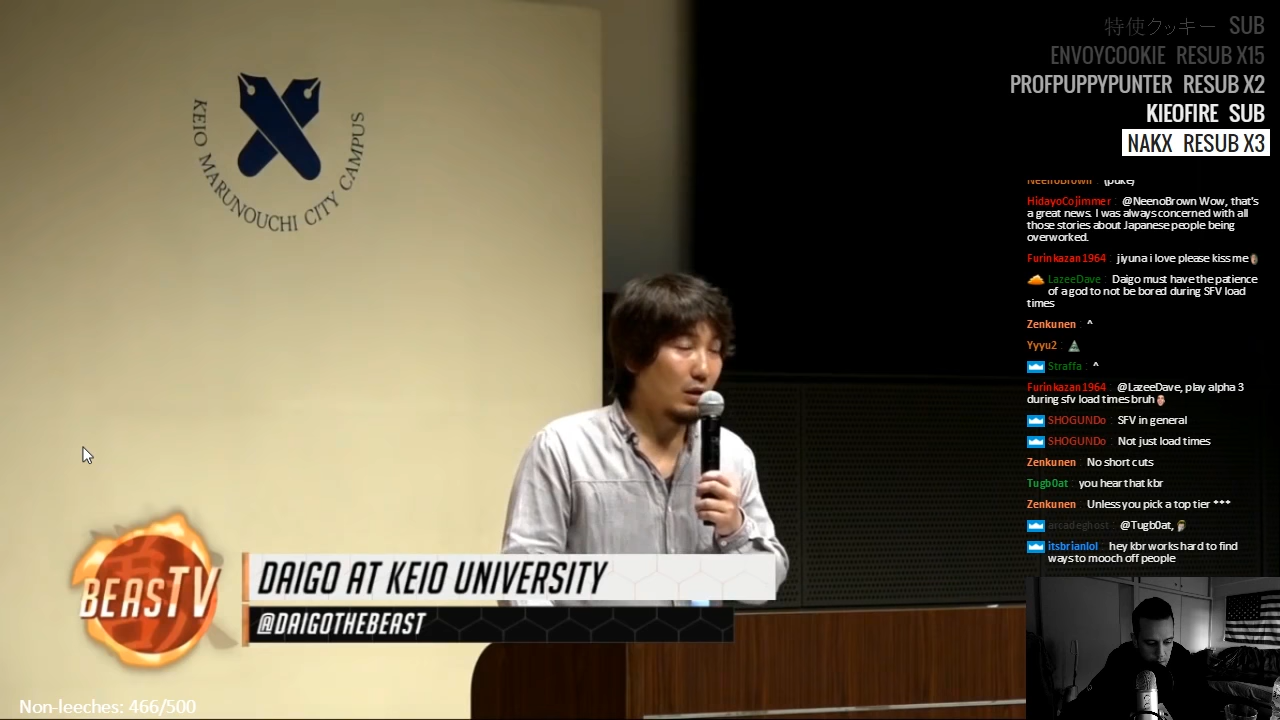 特使クッキー SUB
ENVOYCOOKIE RESUB X15
PROFPUPPYPUNTER RESUB X2
KIEOFIRE SUB
NAKX RESUB X3
KEIO MARUNOUCHI CITY CAMPUS
NeenoBrown : (puke)
HidayoCojimmer : @NeenoBrown Wow, that's
a great news. I was always concerned with all
those stories about Japanese people being
overworked.
Furinkazan1964 : jiyuna i love please kiss me
LazeeDave : Daigo must have the patience
of a god to not be bored during SFV load
times
Zenkunen : ^
Yyyu2 :
Straffa : ^
Furinkazan1964 : @LazeeDave, play alpha 3
during sfv load times bruh
SHOGUNDo : SFV in general
SHOGUNDo : Not just load times
Zenkunen : No short cuts
Tugb0at : you hear that kbr
Zenkunen : Unless you pick a top tier ***
arcadeghost : @Tugb0at,
itsbrianlol : hey kbr works hard to find
ways to mooch off people
BEASTV
DAIGO AT KEIO UNIVERSITY
@DAIGOTHEBEAST
Non-leeches: 466/500